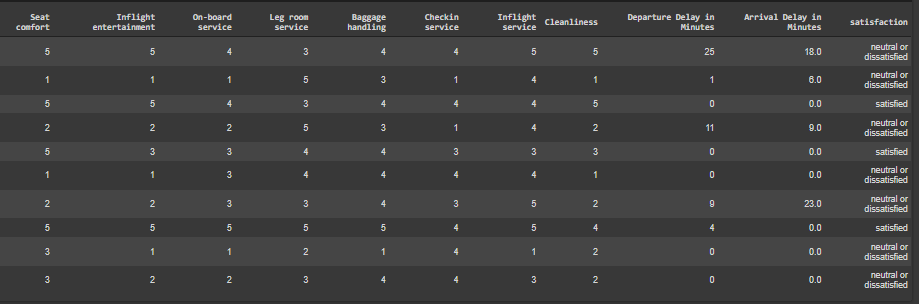 Seat comfort Inflight entertainment On-board service Leg room service Baggage handling Checkin service Inflight service Cleanliness Departure Delay in Minutes Arrival Delay in Minutes satisfaction
5 5 4 3 4 4 5 5 25 18.0 neutral or dissatisfied
1 1 1 5 3 1 4 1 1 6.0 neutral or dissatisfied
5 5 4 3 4 4 4 5 0 0.0 satisfied
2 2 2 5 3 1 4 2 11 9.0 neutral or dissatisfied
5 3 3 4 4 3 3 3 0 0.0 satisfied
1 1 3 4 4 4 4 1 0 0.0 neutral or dissatisfied
2 2 3 3 4 3 5 2 9 23.0 neutral or dissatisfied
5 5 5 5 5 4 5 4 4 0.0 satisfied
3 1 1 2 1 4 1 2 0 0.0 neutral or dissatisfied
3 2 2 3 4 4 3 2 0 0.0 neutral or dissatisfied